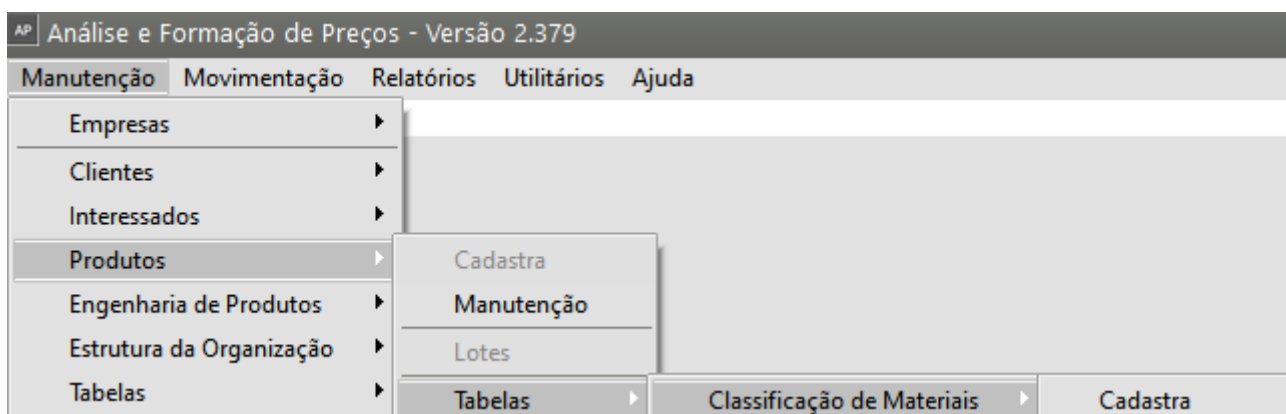 AP Análise e Formação de Preços - Versão 2.379
Manutenção Movimentação Relatórios Utilitários Ajuda
Empresas
Clientes
Interessados
Produtos
Cadastra
Engenharia de Produtos
Manutenção
Estrutura da Organização
Lotes
Tabelas
Tabelas
Classificação de Materiais
Cadastra